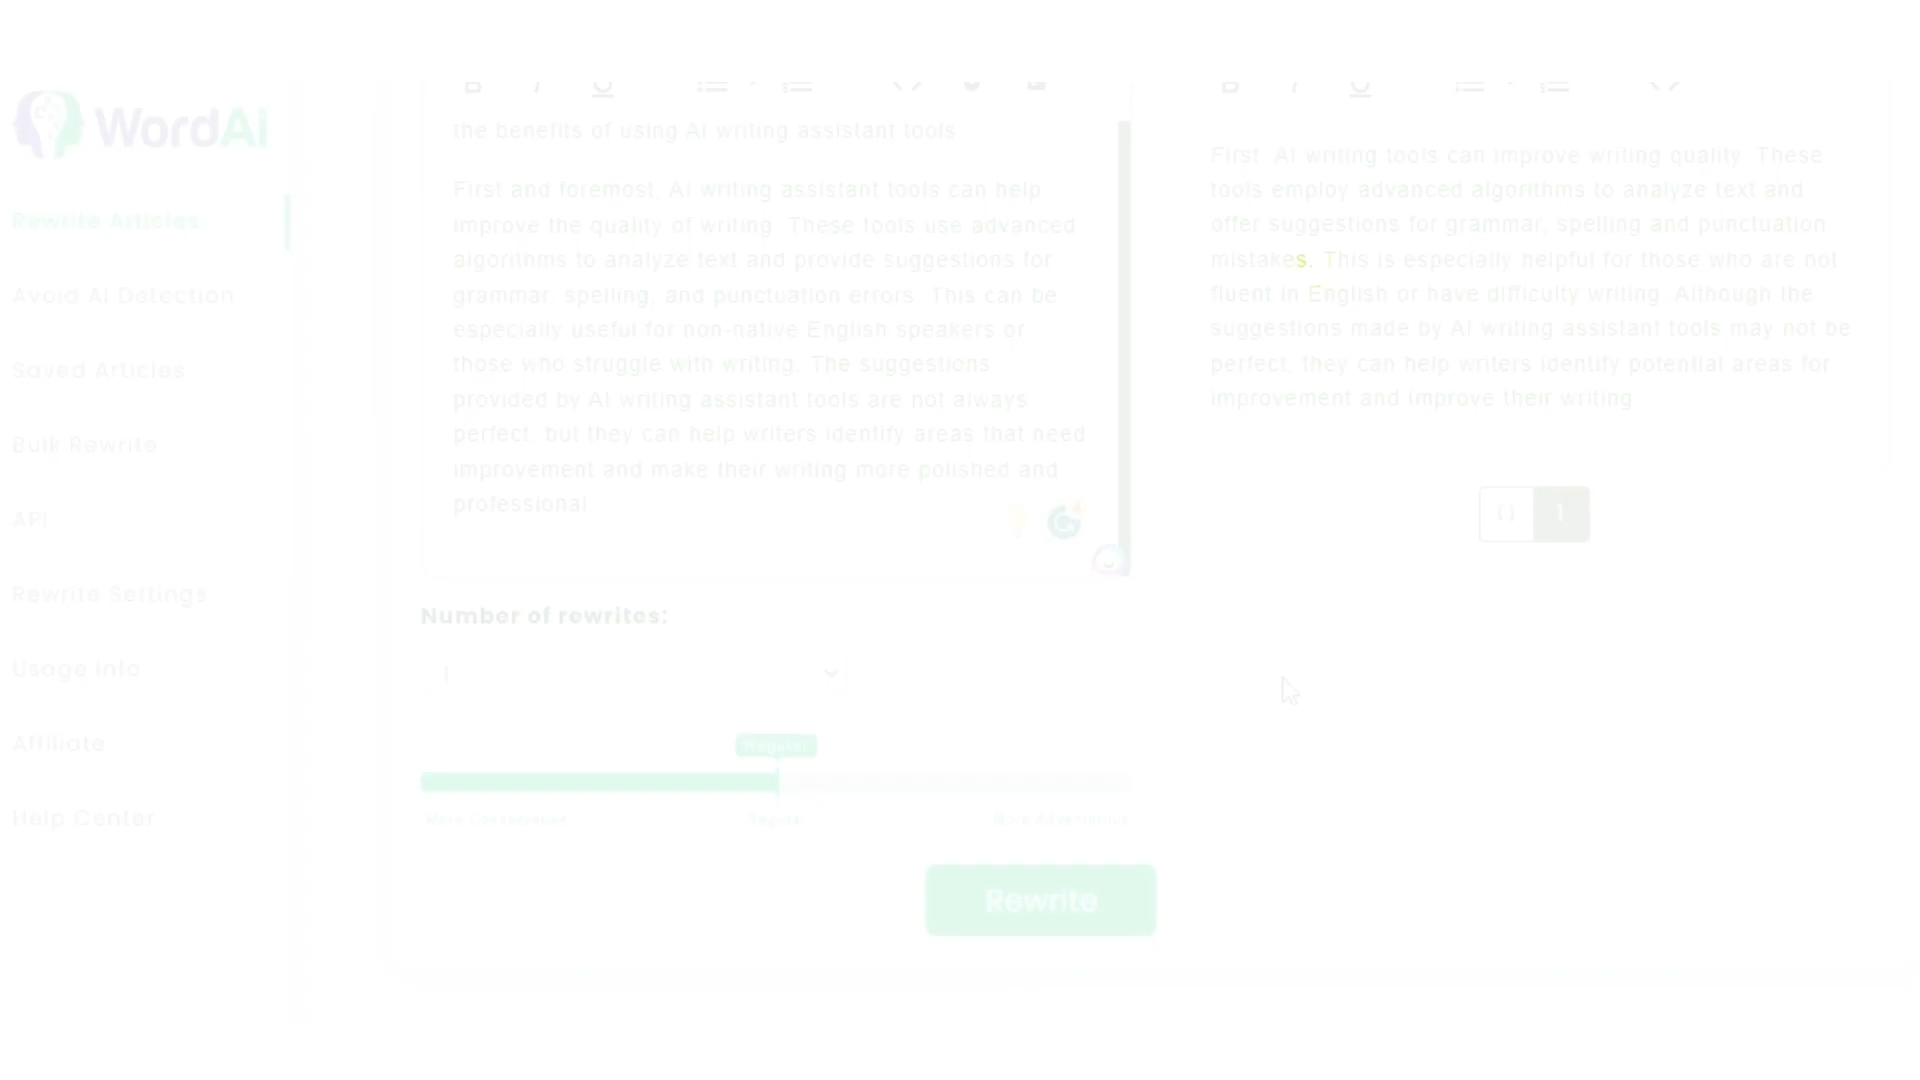 WordAi
Rewrite Articles
Avoid AI Detection
Saved Articles
Bulk Rewrite
API
Rewrite Settings
Usage Info
Affiliate
Help Center
the benefits of using AI writing assistant tools
First and foremost, AI writing assistant tools can help
improve the quality of writing. These tools use advanced
algorithms to analyze text and provide suggestions for
grammar, spelling, and punctuation errors. This can be
especially useful for non-native English speakers or
those who struggle with writing. The suggestions
provided by AI writing assistant tools are not always
perfect, but they can help writers identify areas that need
improvement and make their writing more polished and
professional
Number of rewrites:
1
Regular
More Conservative
Regular
More Adventurous
Rewrite
First, AI writing tools can improve writing quality. These
tools employ advanced algorithms to analyze text and
offer suggestions for grammar, spelling and punctuation
mistakes. This is especially helpful for those who are not
fluent in English or have difficulty writing. Although the
suggestions made by AI writing assistant tools may not be
perfect, they can help writers identify potential areas for
improvement and improve their writing
{} 1